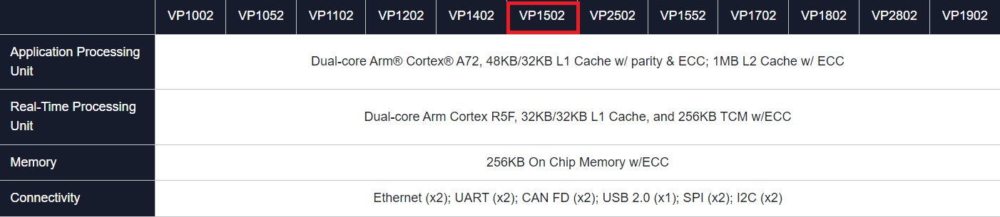 VP1002 VP1052 VP1102 VP1202 VP1402 VP1502 VP2502 VP1552 VP1702 VP1802 VP2802 VP1902
Application Processing
Unit
Dual-core Arm® Cortex® A72, 48KB/32KB L1 Cache w/ parity & ECC; 1MB L2 Cache w/ ECC
Real-Time Processing
Unit
Dual-core Arm Cortex R5F, 32KB/32KB L1 Cache, and 256KB TCM w/ECC
Memory
256KB On Chip Memory w/ECC
Connectivity
Ethernet (x2); UART (x2); CAN FD (x2); USB 2.0 (x1); SPI (x2); I2C (x2)